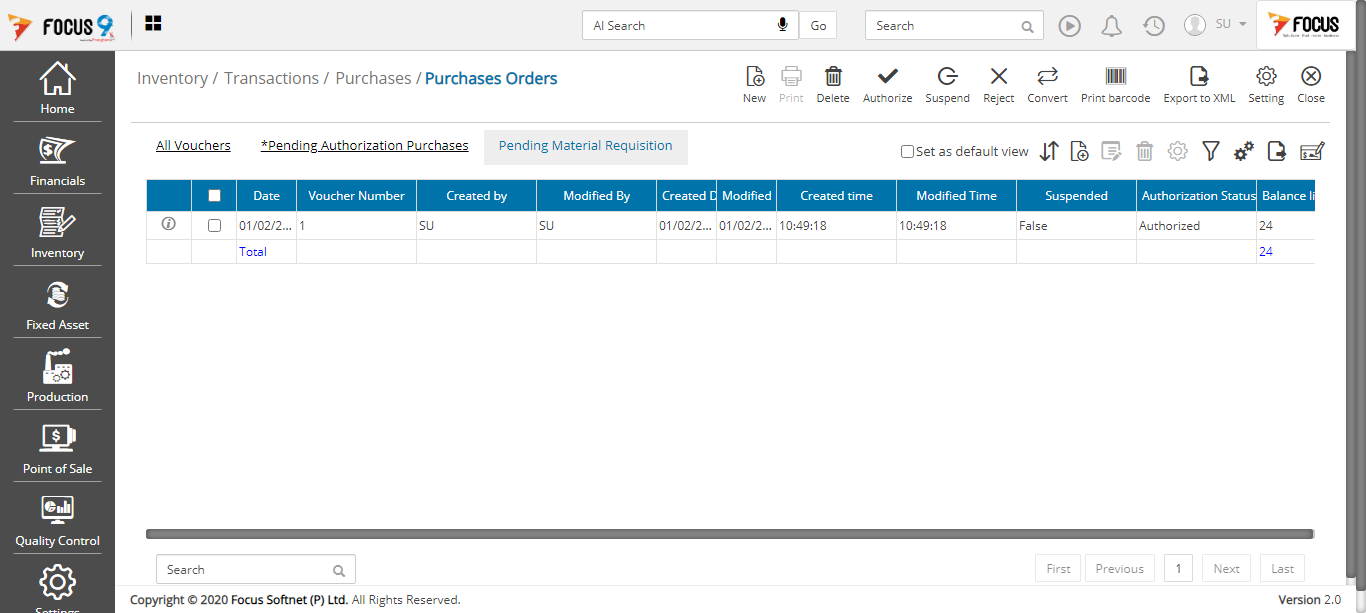 FOCUS 9
AI Search
Go
Search
SU
FOCUS
Home
Financials
Inventory
Fixed Asset
Production
Point of Sale
Quality Control
Settings
Inventory / Transactions / Purchases / Purchases Orders
New
Print
Delete
Authorize
Suspend
Reject
Convert
Print barcode
Export to XML
Setting
Close
All Vouchers
*Pending Authorization Purchases
Pending Material Requisition
Set as default view
Date Voucher Number Created by Modified By Created D Modified Created time Modified Time Suspended Authorization Status Balance li
01/02/2... 1 SU SU 01/02/2... 01/02/2... 10:49:18 10:49:18 False Authorized 24
Total 24
Search
First Previous 1 Next Last
Copyright © 2020 Focus Softnet (P) Ltd. All Rights Reserved.
Version 2.0